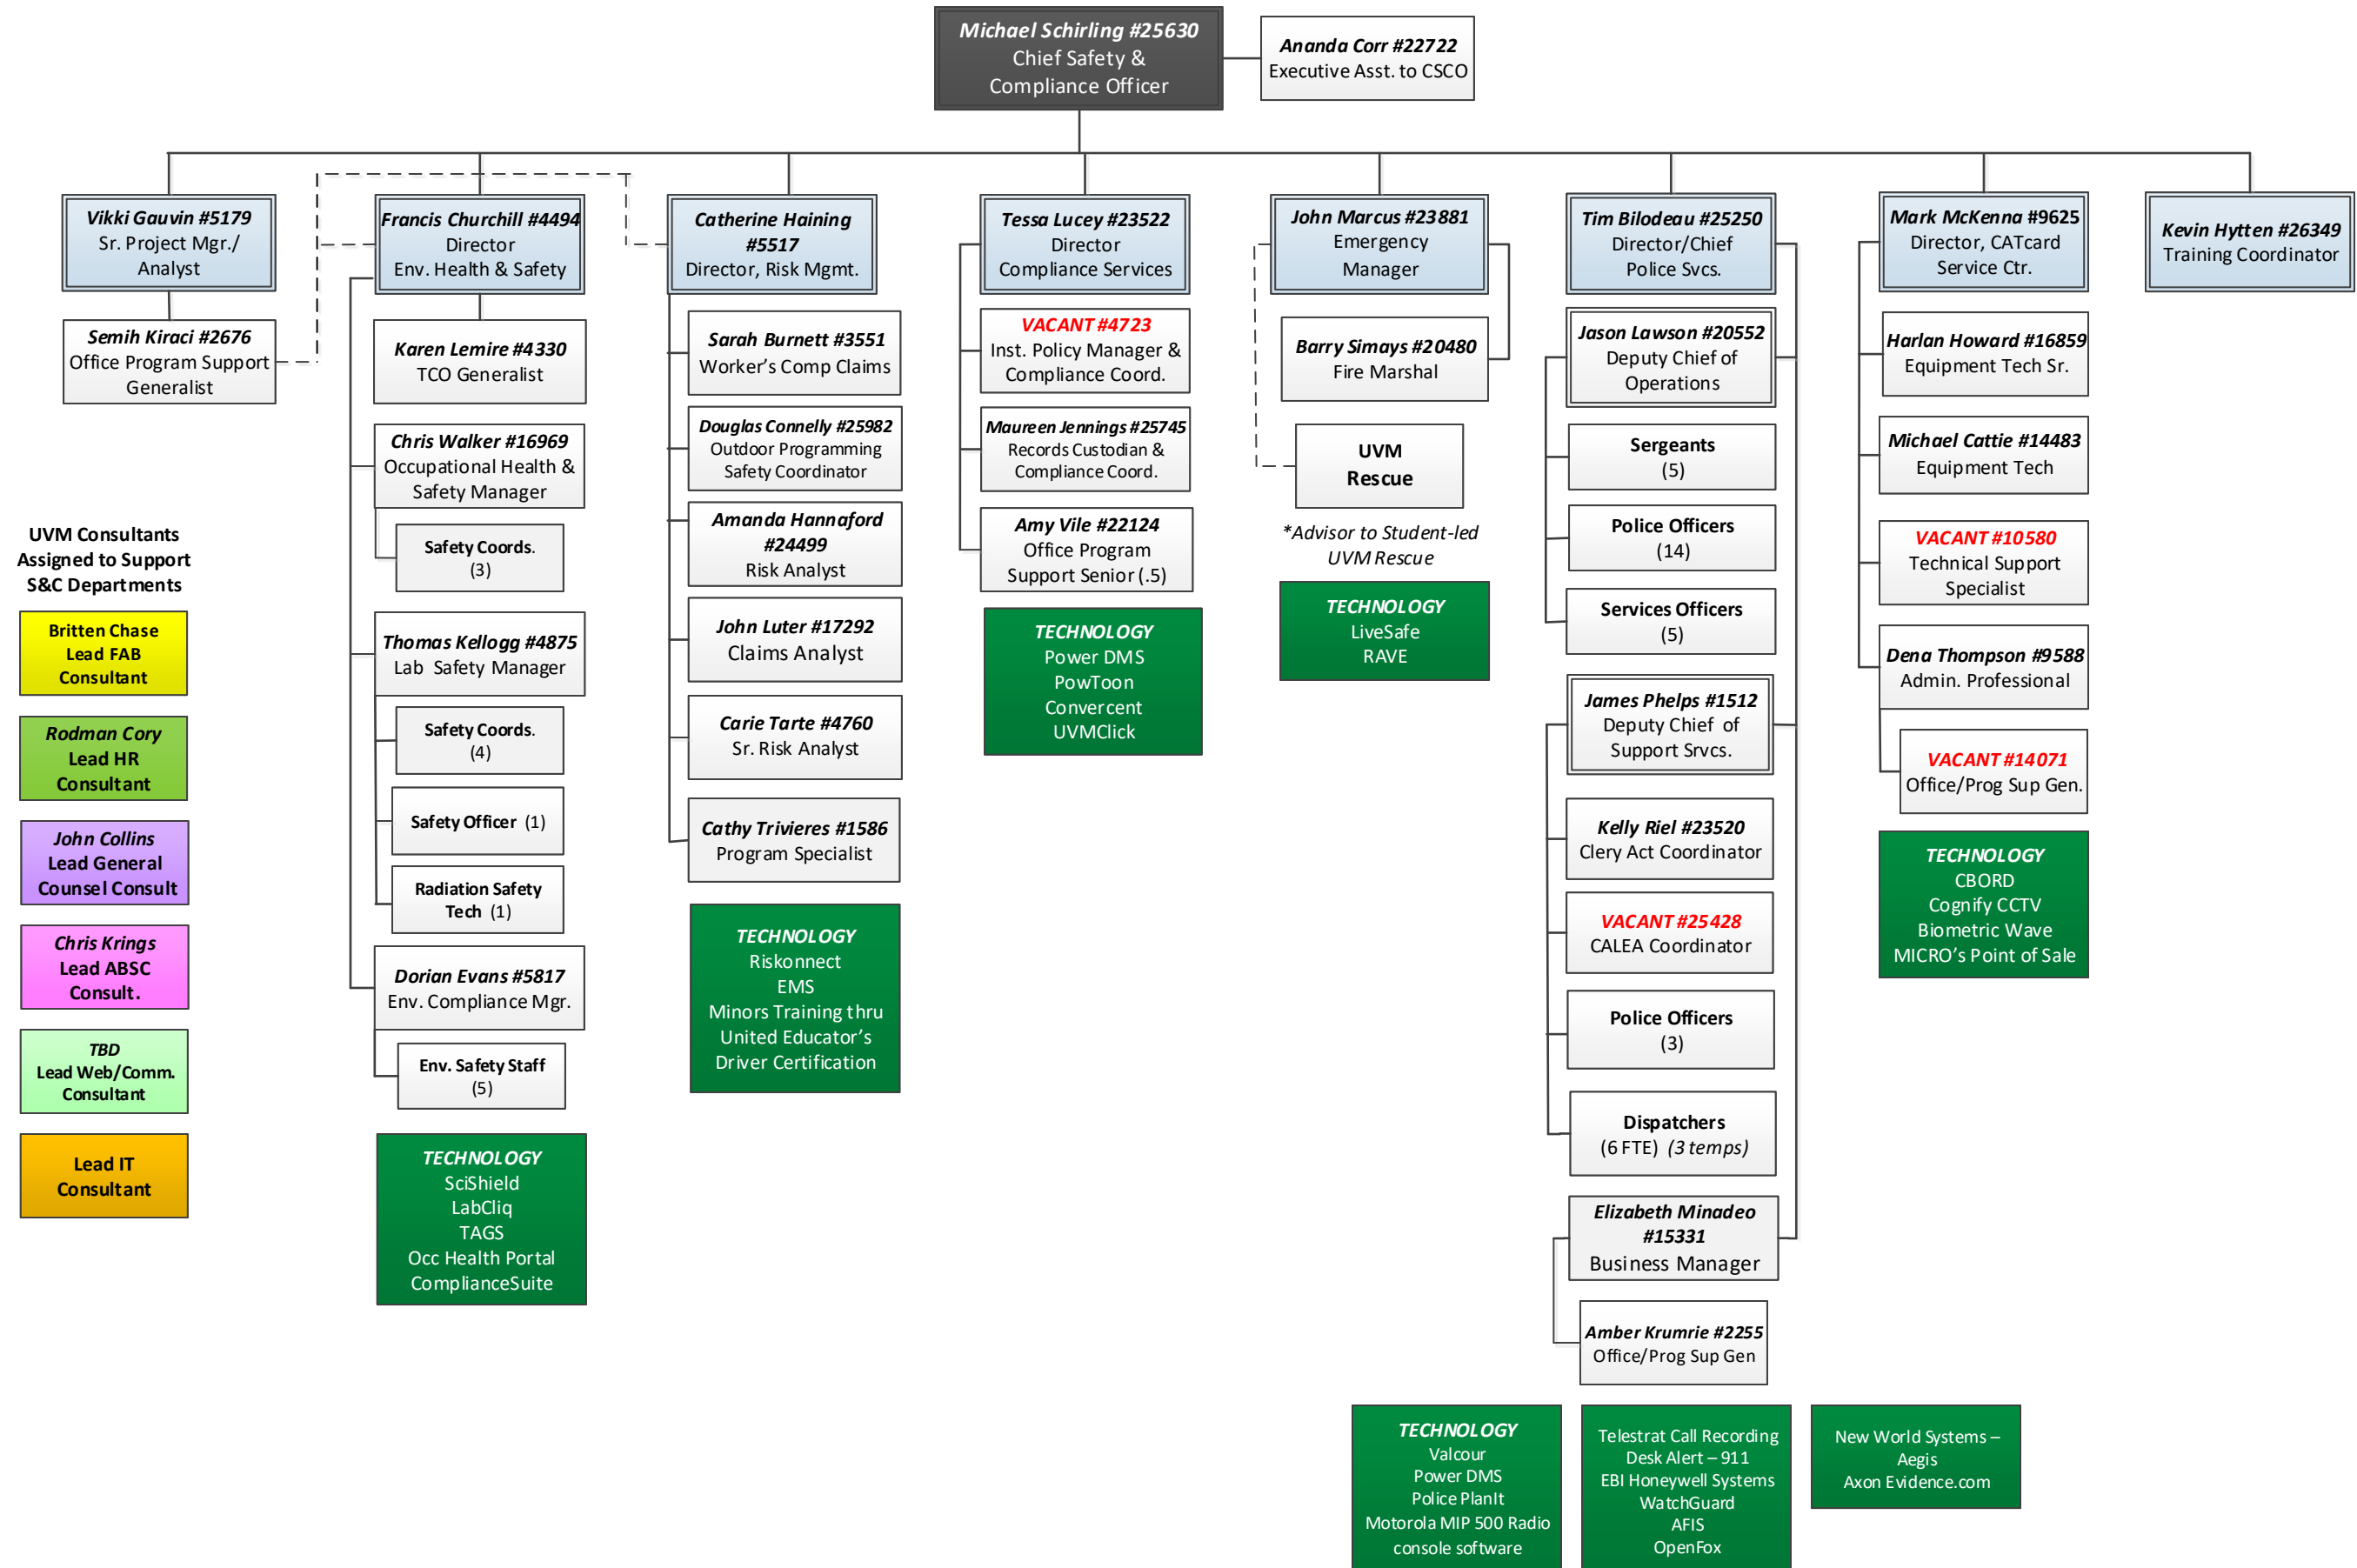 Michael Schirling #25630
Chief Safety &
Compliance Officer
Ananda Corr #22722
Executive Asst. to CSCO
Vikki Gauvin #5179
Sr. Project Mgr./
Analyst
Semih Kiraci #2676
Office Program Support
Generalist
Francis Churchill #4494
Director
Env. Health & Safety
Karen Lemire #4330
TCO Generalist
Chris Walker #16969
Occupational Health &
Safety Manager
Safety Coords.
(3)
Thomas Kellogg #4875
Lab Safety Manager
Safety Coords.
(4)
Safety Officer (1)
Radiation Safety
Tech (1)
Dorian Evans #5817
Env. Compliance Mgr.
Env. Safety Staff
(5)
TECHNOLOGY
SciShield
LabCliq
TAGS
Occ Health Portal
ComplianceSuite
Catherine Haining
#5517
Director, Risk Mgmt.
Sarah Burnett #3551
Worker's Comp Claims
Douglas Connelly #25982
Outdoor Programming
Safety Coordinator
Amanda Hannaford
#24499
Risk Analyst
John Luter #17292
Claims Analyst
Carie Tarte #4760
Sr. Risk Analyst
Cathy Trivieres #1586
Program Specialist
TECHNOLOGY
Riskonnect
EMS
Minors Training thru
United Educator's
Driver Certification
Tessa Lucey #23522
Director
Compliance Services
VACANT #4723
Inst. Policy Manager &
Compliance Coord.
Maureen Jennings #25745
Records Custodian &
Compliance Coord.
Amy Vile #22124
Office Program
Support Senior (.5)
TECHNOLOGY
Power DMS
PowToon
Convercent
UVMClick
John Marcus #23881
Emergency
Manager
Barry Simays #20480
Fire Marshal
UVM
Rescue
*Advisor to Student-led
UVM Rescue
TECHNOLOGY
LiveSafe
RAVE
Tim Bilodeau #25250
Director/Chief
Police Svcs.
Jason Lawson #20552
Deputy Chief of
Operations
Sergeants
(5)
Police Officers
(14)
Services Officers
(5)
James Phelps #1512
Deputy Chief of
Support Srvcs.
Kelly Riel #23520
Clery Act Coordinator
VACANT #25428
CALEA Coordinator
Police Officers
(3)
Dispatchers
(6 FTE) (3 temps)
Elizabeth Minadeo
#15331
Business Manager
Amber Krumrie #2255
Office/Prog Sup Gen
TECHNOLOGY
Valcour
Power DMS
Police PlanIt
Motorola MIP 500 Radio
console software
Telestrat Call Recording
Desk Alert – 911
EBI Honeywell Systems
WatchGuard
AFIS
OpenFox
New World Systems –
Aegis
Axon Evidence.com
Mark McKenna #9625
Director, CATcard
Service Ctr.
Harlan Howard #16859
Equipment Tech Sr.
Michael Cattie #14483
Equipment Tech
VACANT #10580
Technical Support
Specialist
Dena Thompson #9588
Admin. Professional
VACANT #14071
Office/Prog Sup Gen.
TECHNOLOGY
CBORD
Cognify CCTV
Biometric Wave
MICRO's Point of Sale
Kevin Hytten #26349
Training Coordinator
UVM Consultants
Assigned to Support
S&C Departments
Britten Chase
Lead FAB
Consultant
Rodman Cory
Lead HR
Consultant
John Collins
Lead General
Counsel Consult
Chris Krings
Lead ABSC
Consult.
TBD
Lead Web/Comm.
Consultant
Lead IT
Consultant